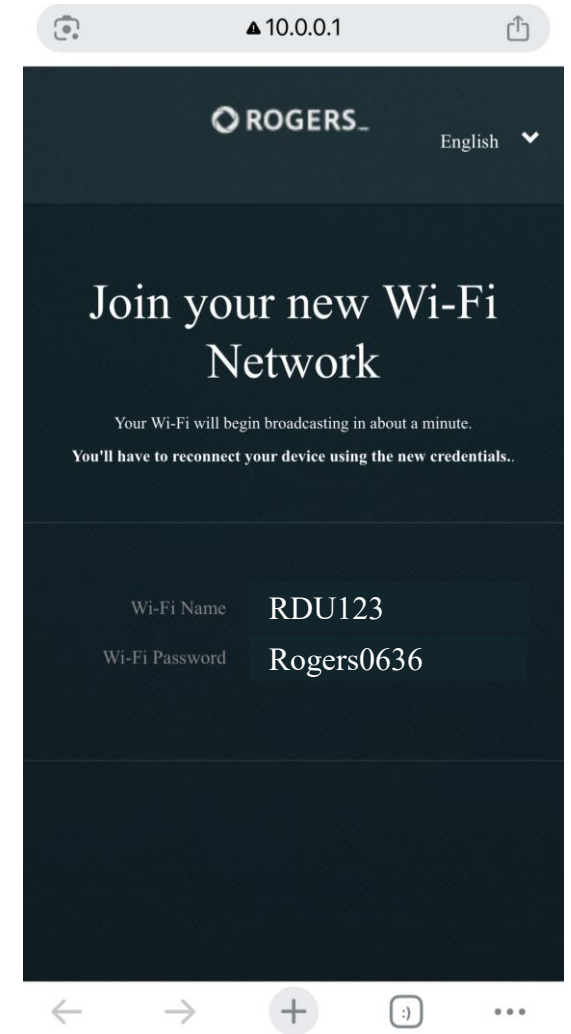 10.0.0.1
ROGERS
English
Join your new Wi-Fi
Network
Your Wi-Fi will begin broadcasting in about a minute.
You'll have to reconnect your device using the new credentials..
Wi-Fi Name RDU123
Wi-Fi Password Rogers0636
:)